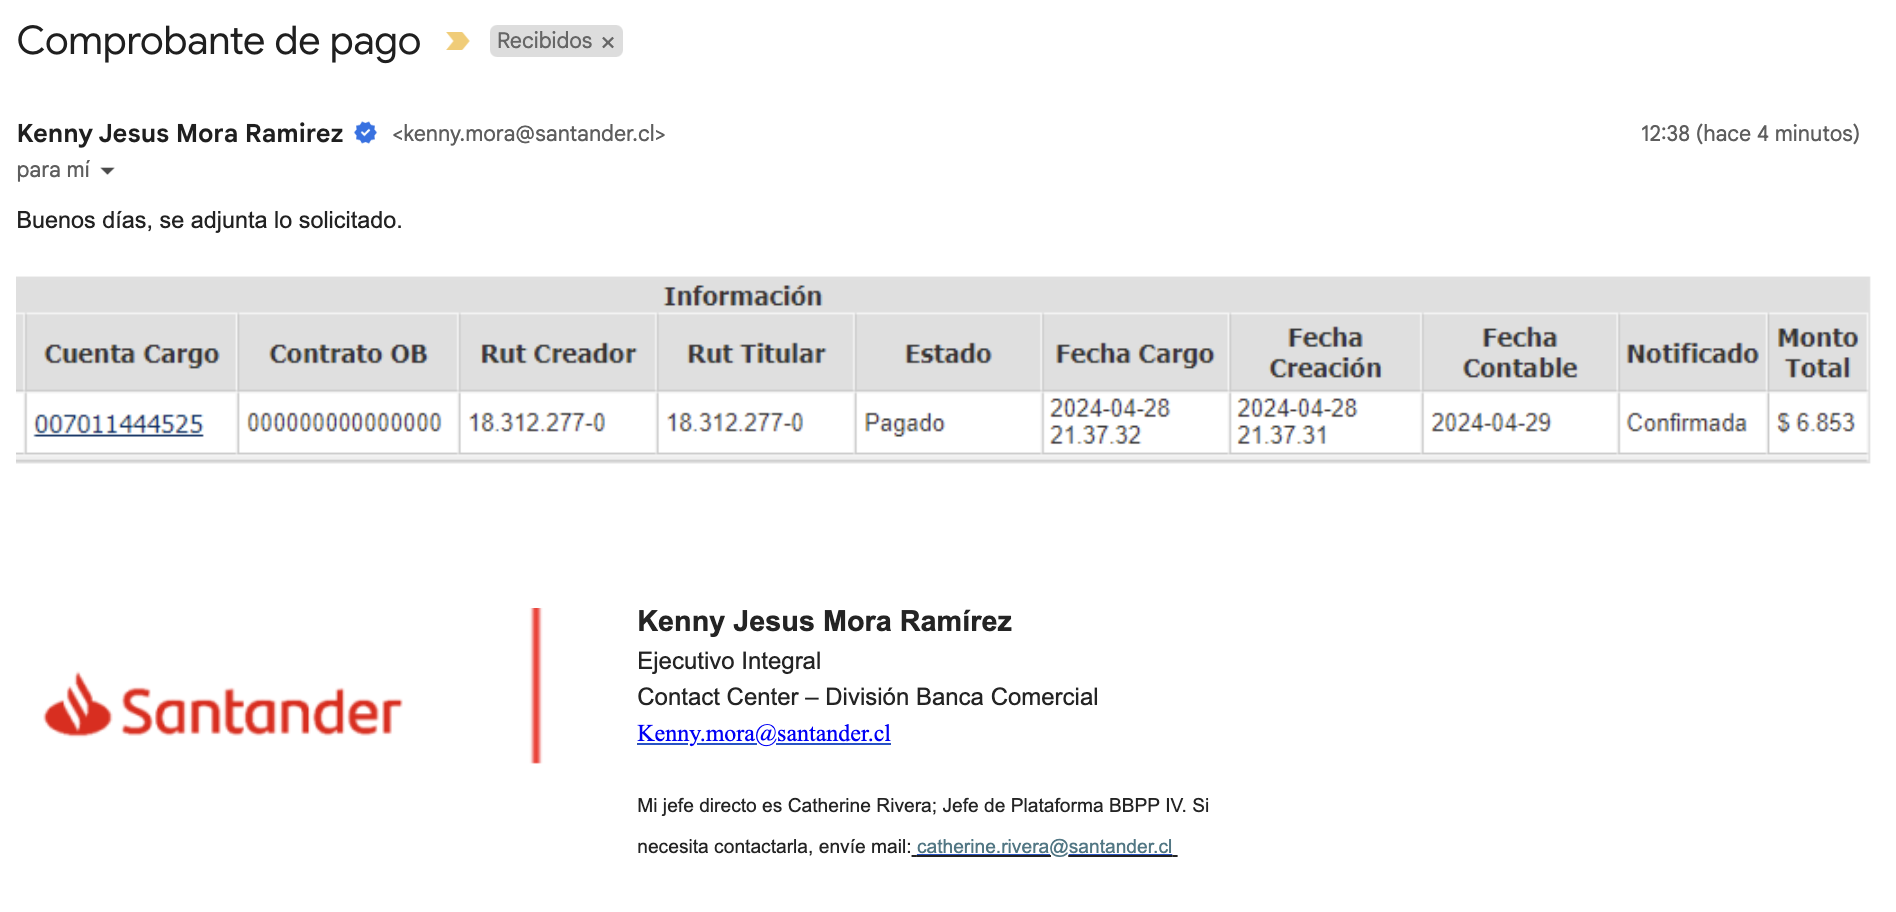 Comprobante de pago
Recibidos ×
Kenny Jesus Mora Ramirez <kenny.mora@santander.cl>
12:38 (hace 4 minutos)
para mí
Buenos días, se adjunta lo solicitado.
Información
Cuenta Cargo Contrato OB Rut Creador Rut Titular Estado Fecha Cargo Fecha Creación Fecha Contable Notificado Monto Total
007011444525 000000000000000 18.312.277-0 18.312.277-0 Pagado 2024-04-28 21.37.32 2024-04-28 21.37.31 2024-04-29 Confirmada $ 6.853
Santander
Kenny Jesus Mora Ramírez
Ejecutivo Integral
Contact Center – División Banca Comercial
Kenny.mora@santander.cl
Mi jefe directo es Catherine Rivera; Jefe de Plataforma BBPP IV. Si
necesita contactarla, envíe mail: catherine.rivera@santander.cl